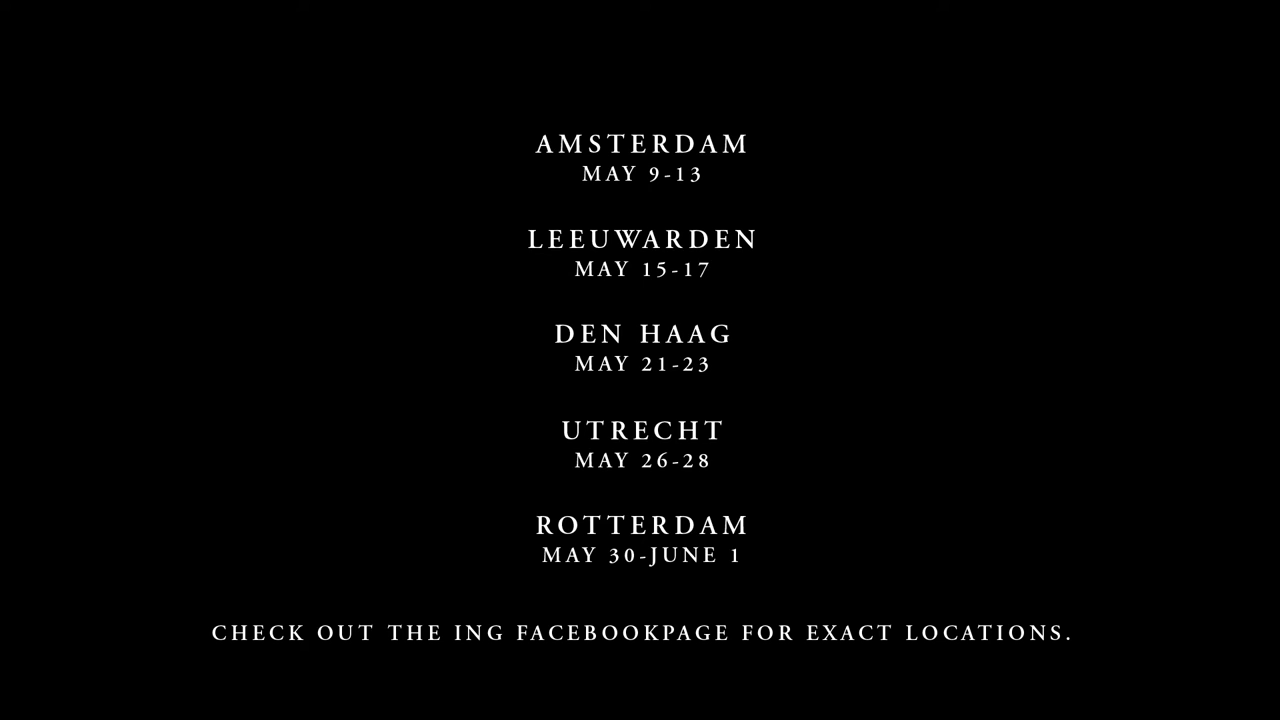 AMSTERDAM
MAY 9-13
LEEUWARDEN
MAY 15-17
DEN HAAG
MAY 21-23
UTRECHT
MAY 26-28
ROTTERDAM
MAY 30-JUNE 1
CHECK OUT THE ING FACEBOOKPAGE FOR EXACT LOCATIONS.